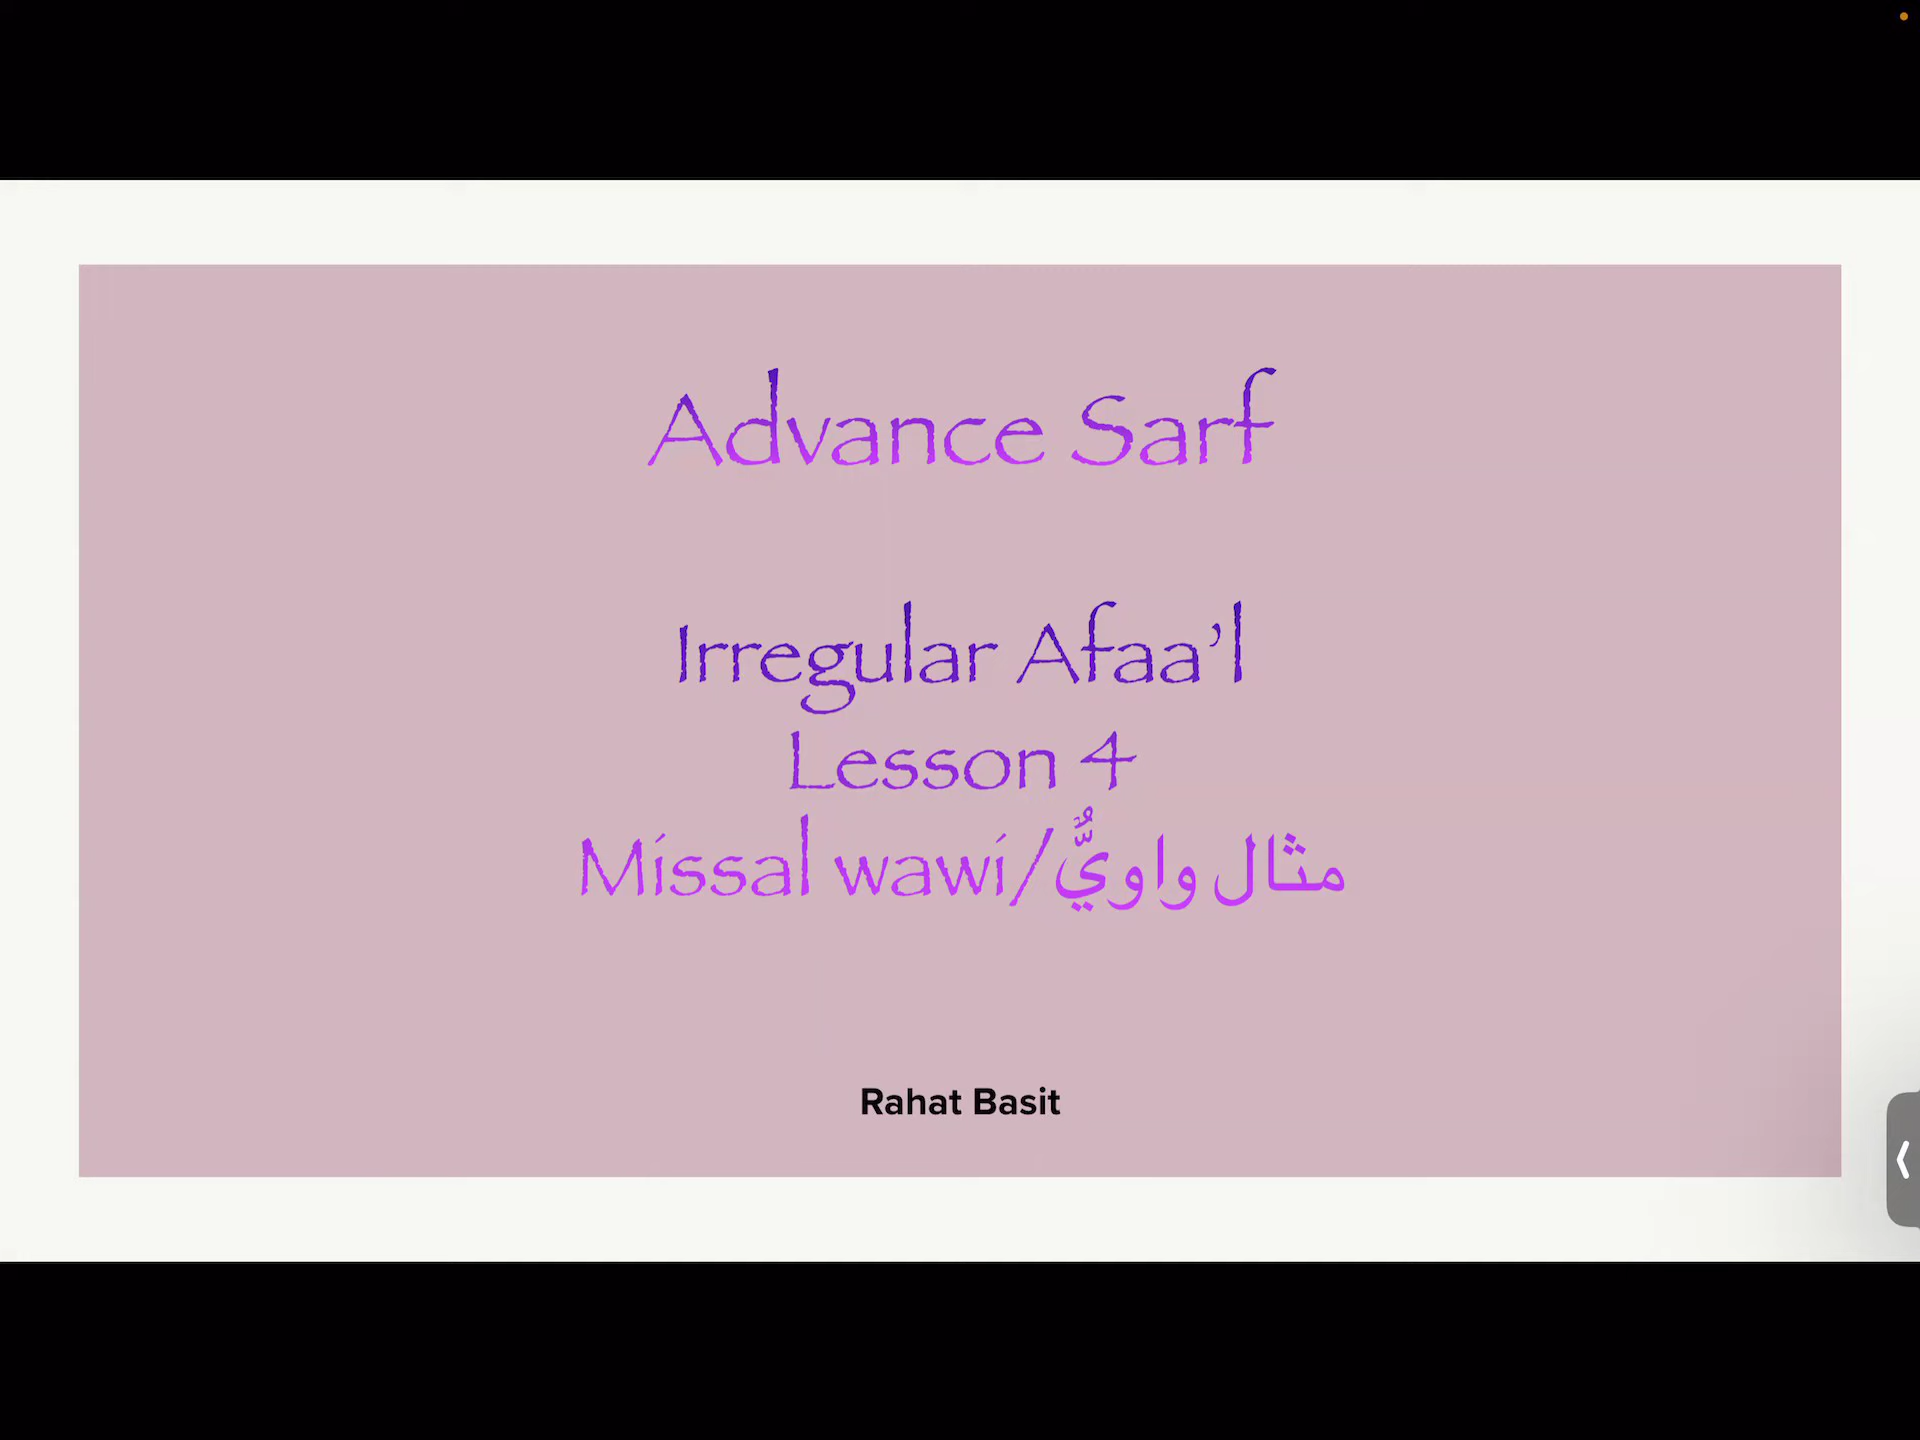 Advance Sarf
Irregular Afaa’l
Lesson 4
Missal wawi/مثال واويٌّ
Rahat Basit